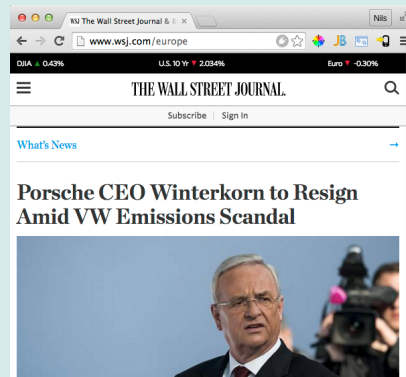 WSJ The Wall Street Journal &
Nils
www.wsj.com/europe
DJIA ▲ 0.43% U.S. 10 Yr ▼ 2.034% Euro ▼ -0.30%
THE WALL STREET JOURNAL.
Subscribe | Sign In
What's News →
Porsche CEO Winterkorn to Resign
Amid VW Emissions Scandal